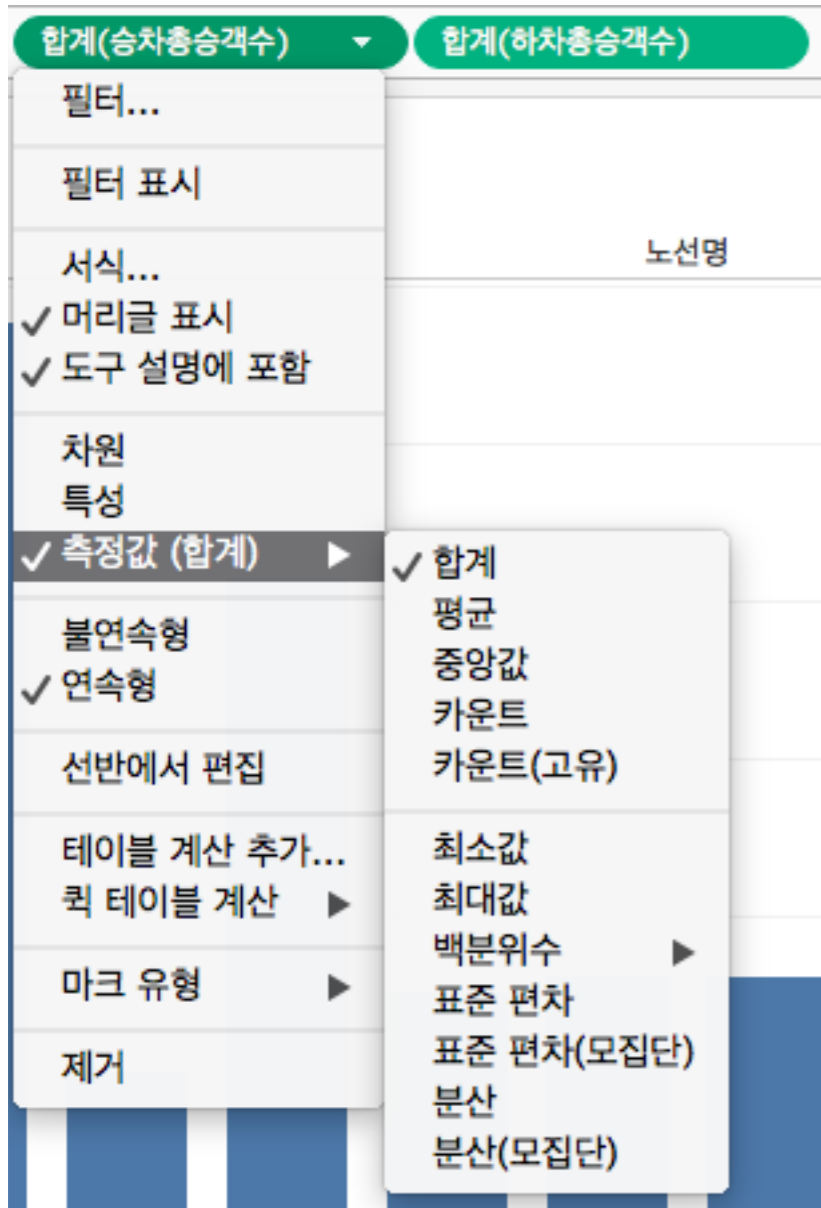 합계(승차총승객수) 합계(하차총승객수)
필터...
필터 표시
노선명
서식...
머리글 표시
도구 설명에 포함
차원
특성
측정값 (합계)
불연속형
연속형
선반에서 편집
테이블 계산 추가...
퀵 테이블 계산
마크 유형
제거
합계
평균
중앙값
카운트
카운트(고유)
최소값
최대값
백분위수
표준 편차
표준 편차(모집단)
분산
분산(모집단)